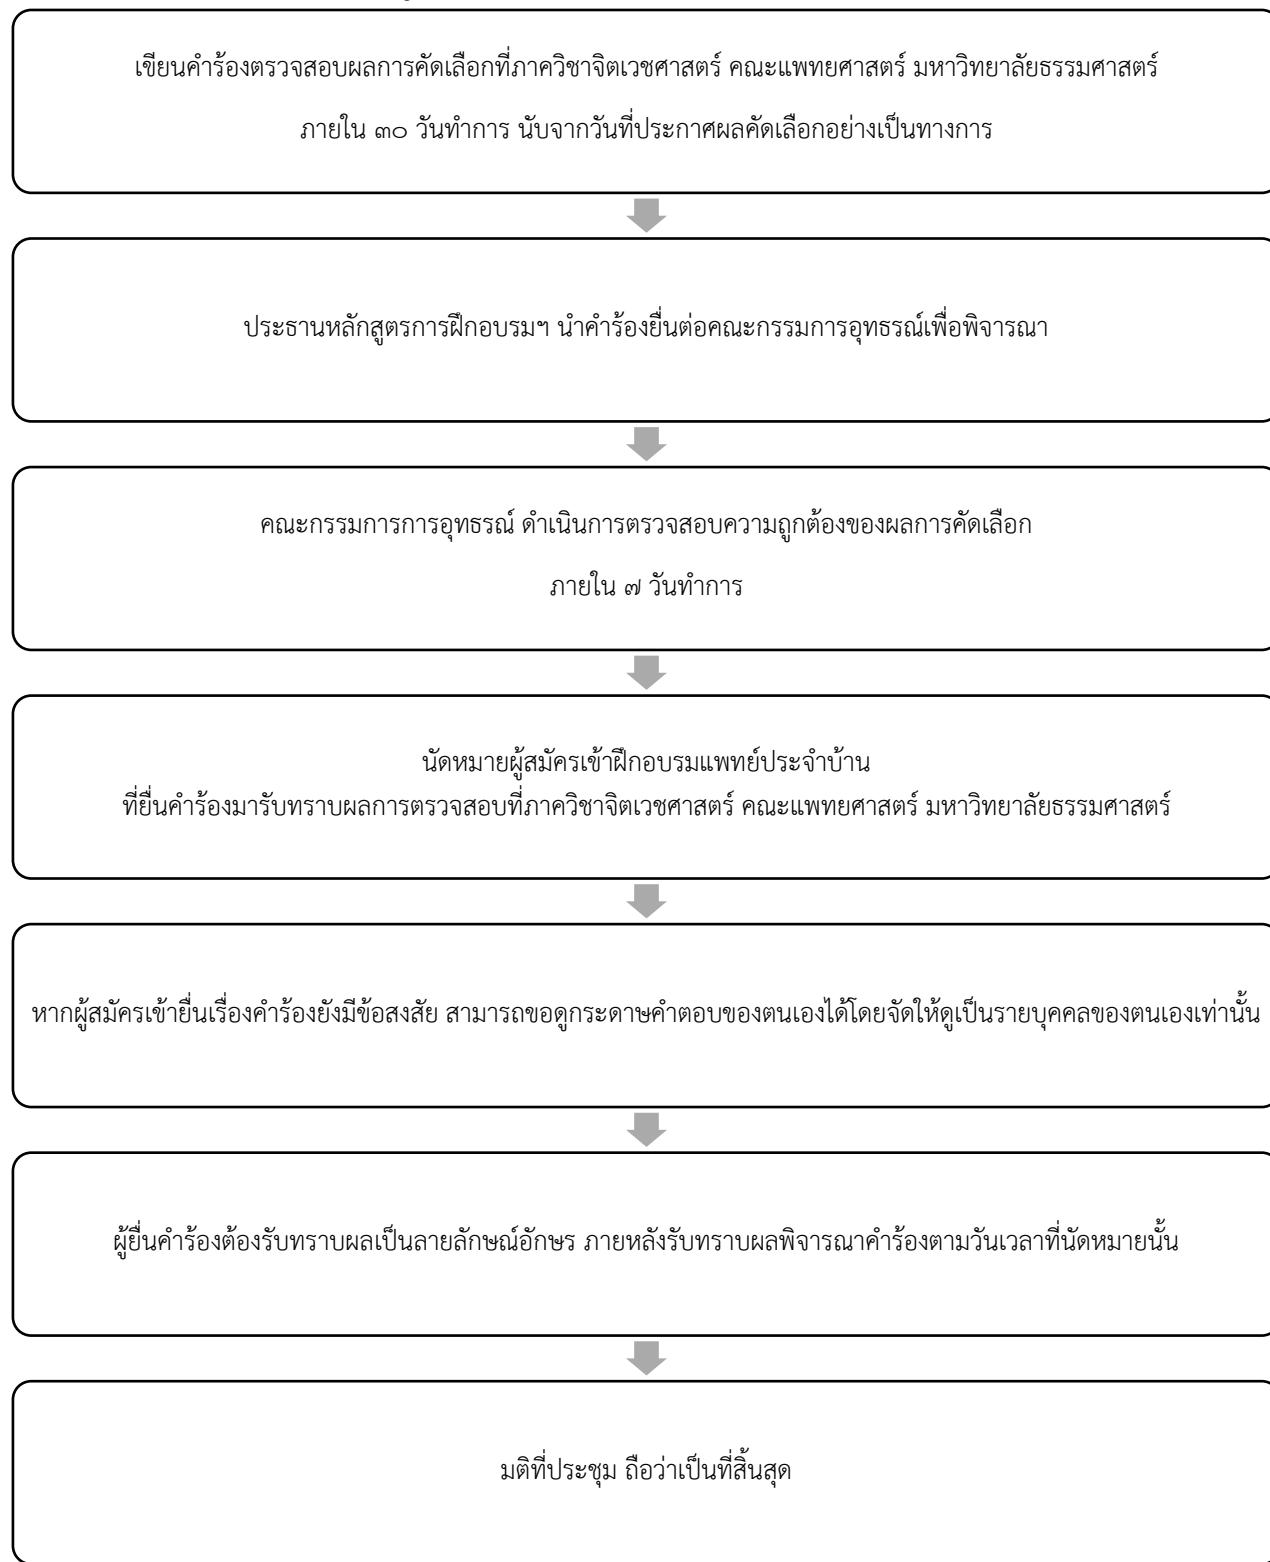 เขียนคำร้องตรวจสอบผลการคัดเลือกที่ภาควิชาจิตเวชศาสตร์ คณะแพทยศาสตร์ มหาวิทยาลัยธรรมศาสตร์
ภายใน ๓๐ วันทำการ นับจากวันที่ประกาศผลคัดเลือกอย่างเป็นทางการ
ประธานหลักสูตรการฝึกอบรมฯ นำคำร้องยื่นต่อคณะกรรมการอุทธรณ์เพื่อพิจารณา
คณะกรรมการการอุทธรณ์ ดำเนินการตรวจสอบความถูกต้องของผลการคัดเลือก
ภายใน ๗ วันทำการ
นัดหมายผู้สมัครเข้าฝึกอบรมแพทย์ประจำบ้าน
ที่ยื่นคำร้องมารับทราบผลการตรวจสอบที่ภาควิชาจิตเวชศาสตร์ คณะแพทยศาสตร์ มหาวิทยาลัยธรรมศาสตร์
หากผู้สมัครเข้ายื่นเรื่องคำร้องยังมีข้อสงสัย สามารถขอดูกระดาษคำตอบของตนเองได้โดยจัดให้ดูเป็นรายบุคคลของตนเองเท่านั้น
ผู้ยื่นคำร้องต้องรับทราบผลเป็นลายลักษณ์อักษร ภายหลังรับทราบผลพิจารณาคำร้องตามวันเวลาที่นัดหมายนั้น
มติที่ประชุม ถือว่าเป็นที่สิ้นสุด